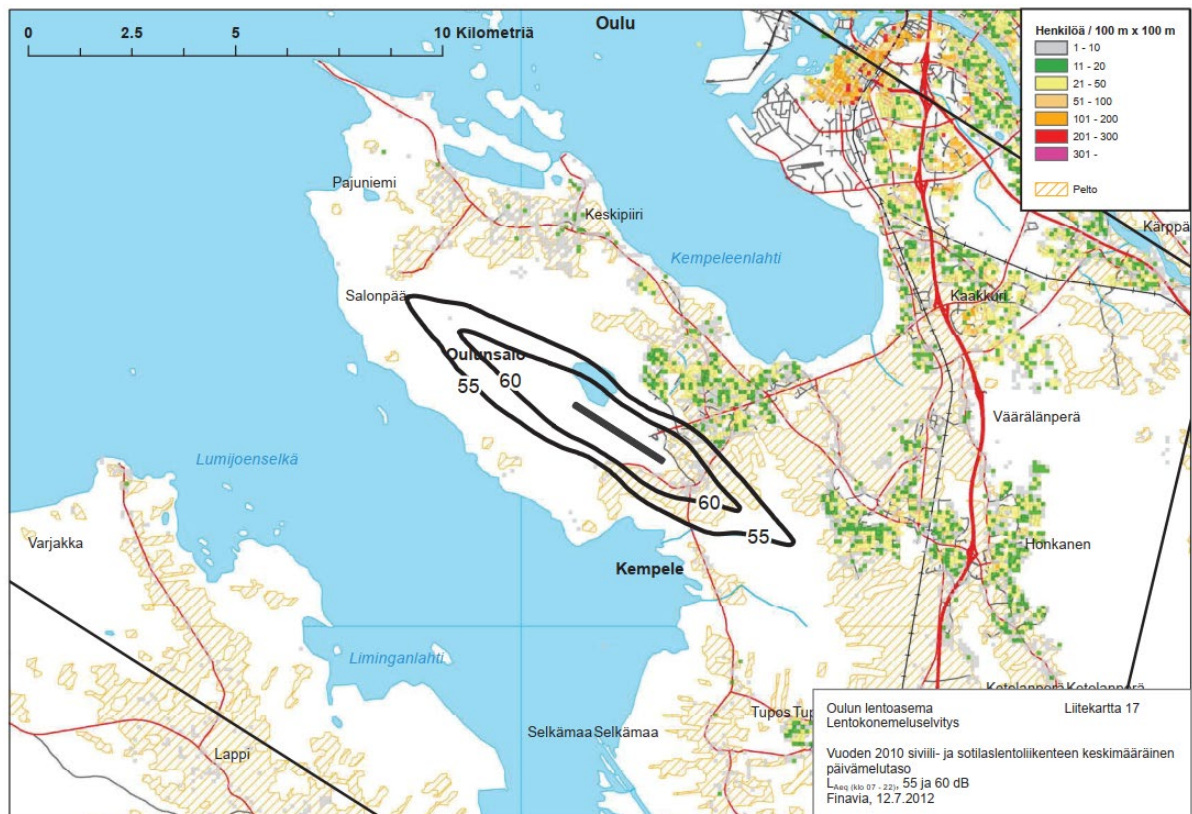 Oulu
0 2.5 5 10 Kilometriä
Henkilöä / 100 m x 100 m
1 - 10
11 - 20
21 - 50
51 - 100
101 - 200
201 - 300
301 -
Pelto
Pajuniemi
Keskipiiri
Kärppä
Kempeleenlahti
Salonpää
Kaakkuri
Oulunsalo
60
55
Vääränperä
Lumijoenselkä
60
55
Varjakka
Honkanen
Kempele
Liminganlahti
Tupos Tup
Selkämaa Selkämaa
Lappi
Oulun lentoasema Liitekartta 17
Lentokonemeluselvitys
Vuoden 2010 siviili- ja sotilaslentoliikenteen keskimääräinen
päivämelutaso
LAeq (klo 07 - 22), 55 ja 60 dB
Finavia, 12.7.2012